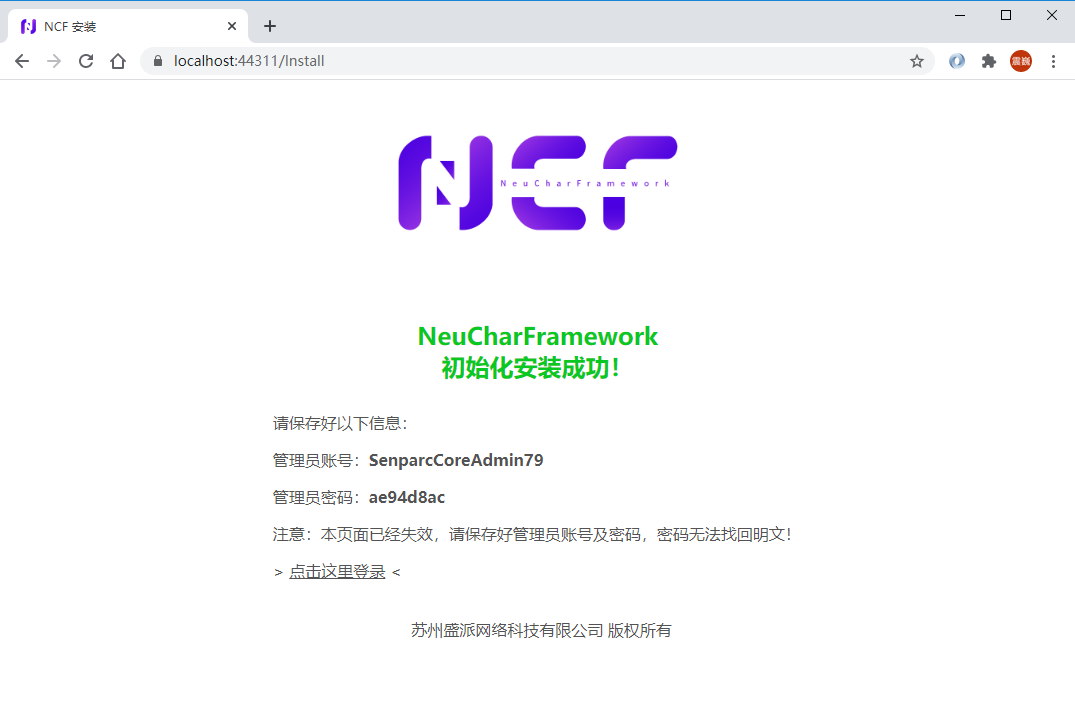 NCF 安装
localhost:44311/Install
震巍
NCF
NeuCharFramework
NeuCharFramework
初始化安装成功！
请保存好以下信息：
管理员账号：SenparcCoreAdmin79
管理员密码：ae94d8ac
注意：本页面已经失效，请保存好管理员账号及密码，密码无法找回明文！
> 点击这里登录 <
苏州盛派网络科技有限公司 版权所有